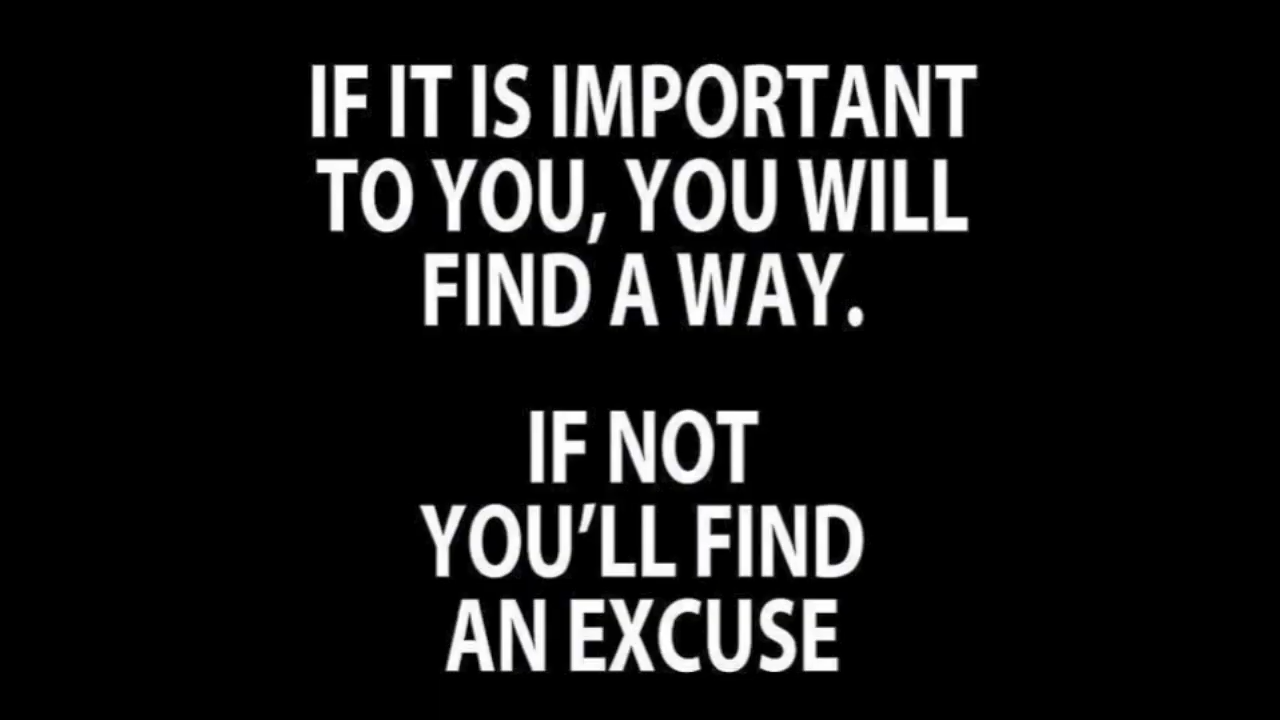 IF IT IS IMPORTANT
TO YOU, YOU WILL
FIND A WAY.
IF NOT
YOU’LL FIND
AN EXCUSE